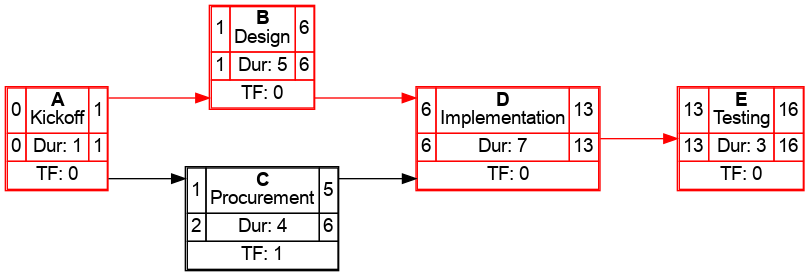 0 A 1
Kickoff
0 Dur: 1 1
TF: 0
1 B 6
Design
1 Dur: 5 6
TF: 0
1 C 5
Procurement
2 Dur: 4 6
TF: 1
6 D 13
Implementation
6 Dur: 7 13
TF: 0
13 E 16
Testing
13 Dur: 3 16
TF: 0